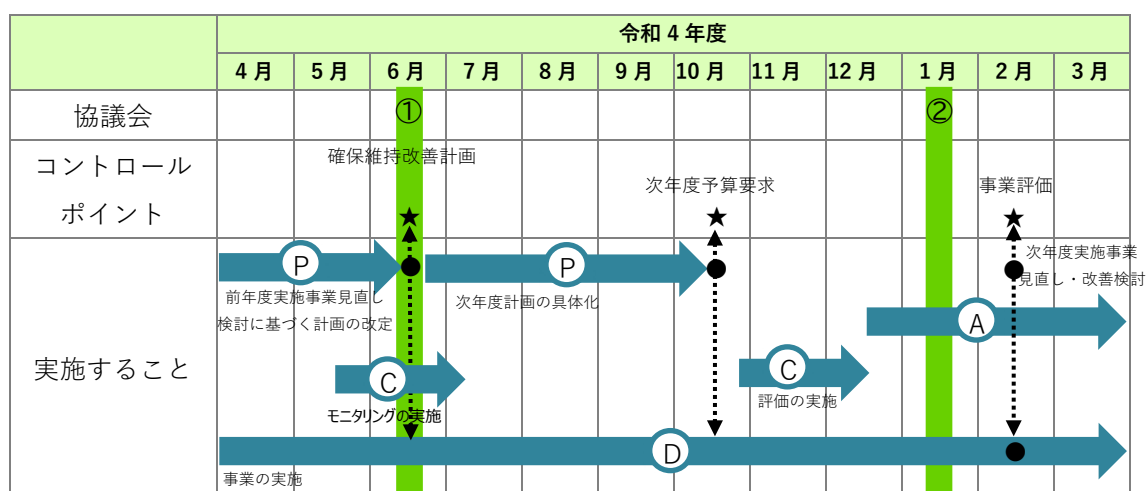 令和４年度
４月 ５月 ６月 ７月 ８月 ９月 10月 11月 12月 １月 ２月 ３月
協議会
① ②
コントロール
ポイント
確保維持改善計画
★
次年度予算要求
★
事業評価
★
実施すること
P
前年度実施事業見直し
検討に基づく計画の改定
P
次年度計画の具体化
次年度実施事業
見直し・改善検討
A
C
モニタリングの実施
C
評価の実施
D
事業の実施